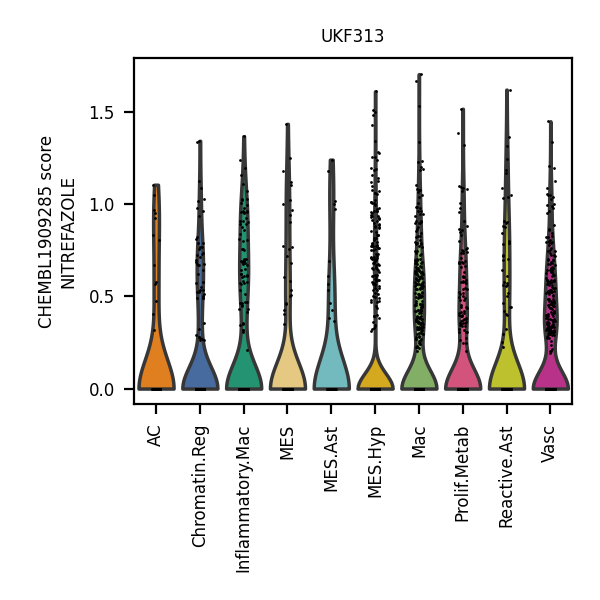 UKF313
CHEMBL1909285 score
NITREFAZOLE
1.5
1.0
0.5
0.0
AC
Chromatin.Reg
Inflammatory.Mac
MES
MES.Ast
MES.Hyp
Mac
Prolif.Metab
Reactive.Ast
Vasc